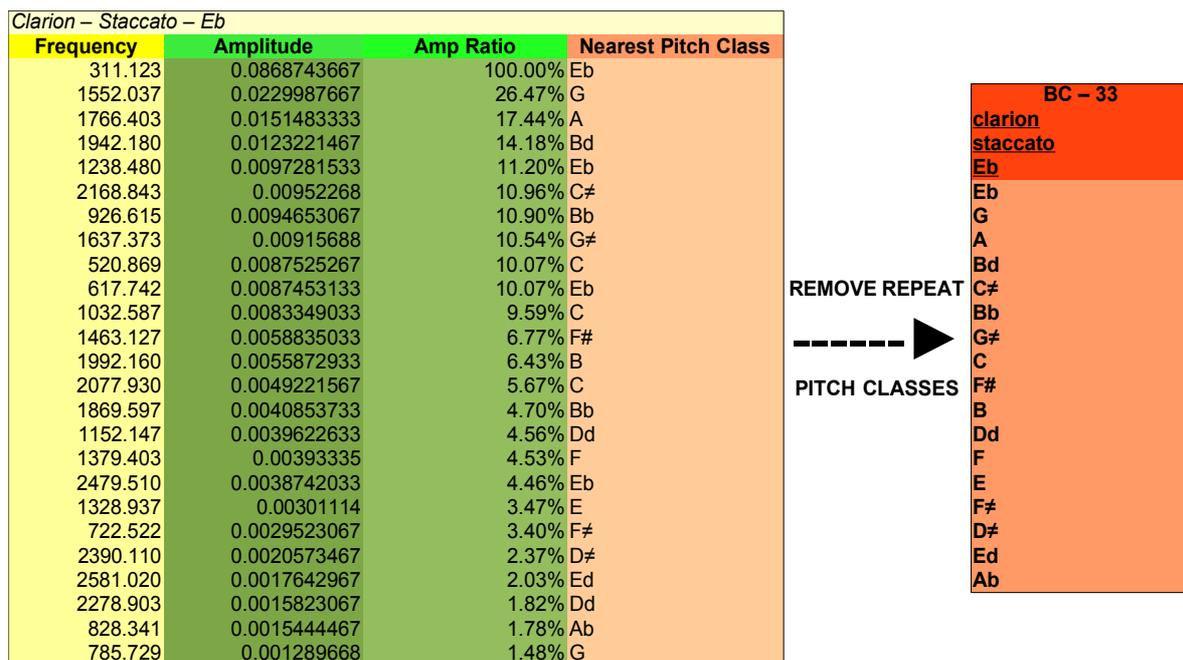 Clarion – Staccato – Eb
Frequency Amplitude Amp Ratio Nearest Pitch Class
311.123 0.0868743667 100.00% Eb
1552.037 0.0229987667 26.47% G
1766.403 0.0151483333 17.44% A
1942.180 0.0123221467 14.18% Bd
1238.480 0.0097281533 11.20% Eb
2168.843 0.00952268 10.96% C≠
926.615 0.0094653067 10.90% Bb
1637.373 0.00915688 10.54% G≠
520.869 0.0087525267 10.07% C
617.742 0.0087453133 10.07% Eb
1032.587 0.0083349033 9.59% C
1463.127 0.0058835033 6.77% F#
1992.160 0.0055872933 6.43% B
2077.930 0.0049221567 5.67% C
1869.597 0.0040853733 4.70% Bb
1152.147 0.0039622633 4.56% Dd
1379.403 0.00393335 4.53% F
2479.510 0.0038742033 4.46% Eb
1328.937 0.00301114 3.47% E
722.522 0.0029523067 3.40% F≠
2390.110 0.0020573467 2.37% D≠
2581.020 0.0017642967 2.03% Ed
2278.903 0.0015823067 1.82% Dd
828.341 0.0015444467 1.78% Ab
785.729 0.001289668 1.48% G
REMOVE REPEAT
PITCH CLASSES
BC – 33
clarion
staccato
Eb
Eb
G
A
Bd
C≠
Bb
G≠
C
F#
B
Dd
F
E
F≠
D≠
Ed
Ab